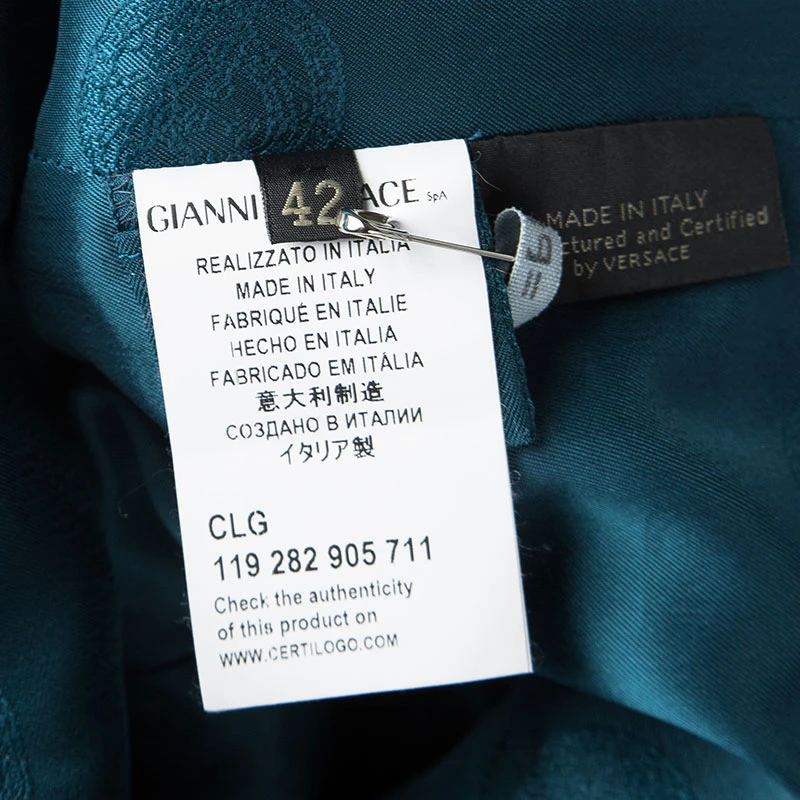 GIANNI ACE SpA
42
REALIZZATO IN ITALIA
MADE IN ITALY
FABRIQUÉ EN ITALIE
HECHO EN ITALIA
FABRICADO EM ITÁLIA
意大利制造
СОЗДАНО В ИТАЛИИ
イタリア製
CLG
119 282 905 711
Check the authenticity
of this product on
WWW.CERTILOGO.COM
MADE IN ITALY
ctured and Certified
by VERSACE